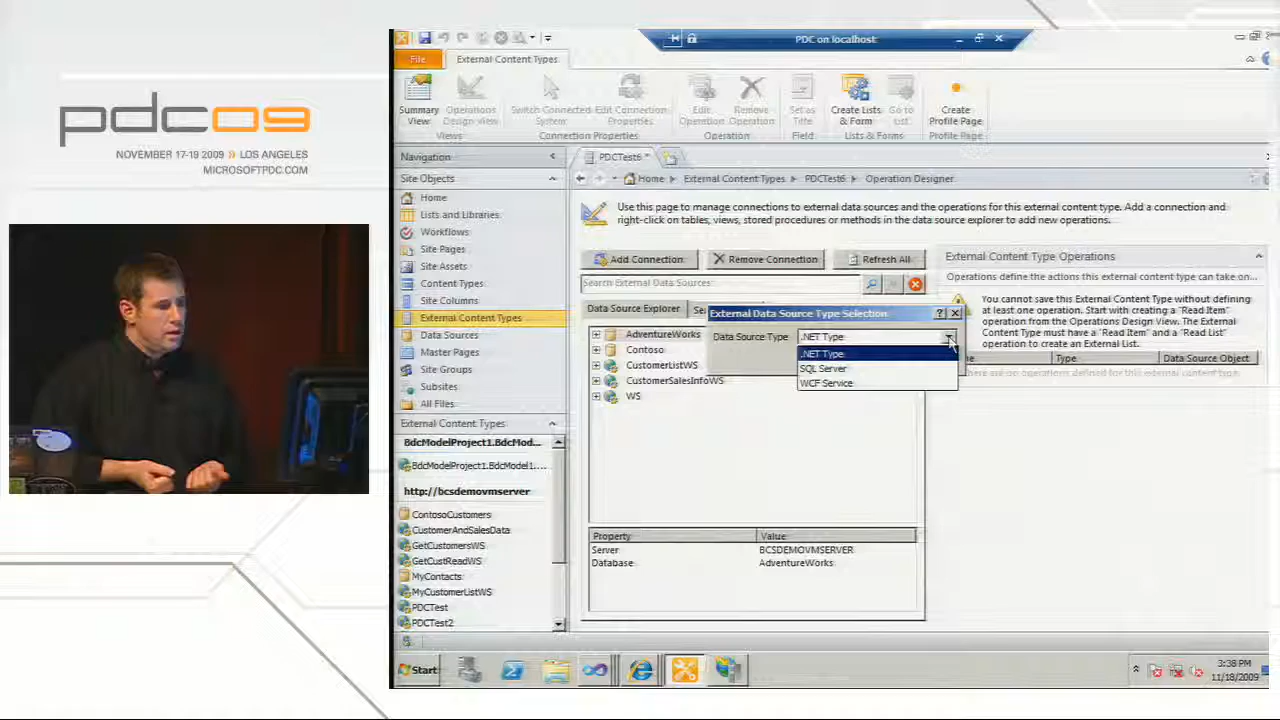 pdc09
NOVEMBER 17-19 2009 » LOS ANGELES
MICROSOFTPDC.COM
PDC on localhost
File
External Content Types
Summary View
Operations Design View
Switch Connected System
Edit Connection Properties
Edit Operation
Remove Operation
Set as Title
Create Lists & Form
Go to List
Create Profile Page
Views
Connection Properties
Operation
Field
Lists & Forms
Profile Page
Navigation
PDCTest6 *
Site Objects
Home
External Content Types
PDCTest6
Operation Designer
Home
Lists and Libraries
Workflows
Site Pages
Site Assets
Content Types
Site Columns
External Content Types
Data Sources
Master Pages
Site Groups
Subsites
All Files
External Content Types
BdcModelProject1.BdcMod...
BdcModelProject1.BdcModel1....
http://bcsdemovmserver
ContosoCustomers
CustomerAndSalesData
GetCustomersWS
GetCustReadWS
MyContacts
MyCustomerListWS
PDCTest
PDCTest2
Use this page to manage connections to external data sources and the operations for this external content type. Add a connection and
right-click on tables, views, stored procedures or methods in the data source explorer to add new operations.
Add Connection
Remove Connection
Refresh All
Search External Data Sources:
Data Source Explorer
Se
AdventureWorks
Contoso
CustomerListWS
CustomerSalesInfoWS
WS
External Data Source Type Selection
Data Source Type
.NET Type
.NET Type
SQL Server
WCF Service
Property
Value
Server
BCSDEMOVMSERVER
Database
AdventureWorks
External Content Type Operations
Operations define the actions this external content type can take on...
You cannot save this External Content Type without defining
at least one operation. Start with creating a "Read Item"
operation from the Operations Design View. The External
Content Type must have a "Read Item" and a "Read List"
operation to create an External List.
Type
Data Source Object
there are no operations defined for this external content type.
Start
3:38 PM
11/18/2009